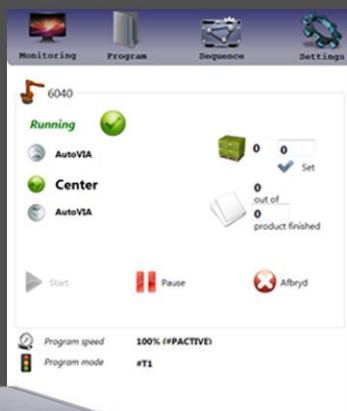 Monitoring Program Sequence Settings
6040
Running
AutoVIA
Center
AutoVIA
0 0
Set
0
out of
0
product finished
Start Pause Afbryd
Program speed 100% (#PACTIVE)
Program mode #T1